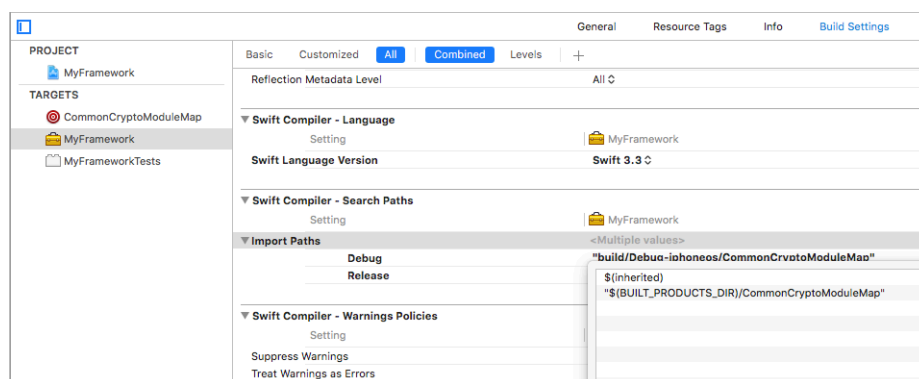 General Resource Tags Info Build Settings
PROJECT
MyFramework
TARGETS
CommonCryptoModuleMap
MyFramework
MyFrameworkTests
Basic Customized All Combined Levels +
Reflection Metadata Level All
Swift Compiler - Language
Setting MyFramework
Swift Language Version Swift 3.3
Swift Compiler - Search Paths
Setting MyFramework
Import Paths <Multiple values>
Debug "build/Debug-iphoneos/CommonCryptoModuleMap"
Release
$(inherited)
"$(BUILT_PRODUCTS_DIR)/CommonCryptoModuleMap"
Swift Compiler - Warnings Policies
Setting
Suppress Warnings
Treat Warnings as Errors